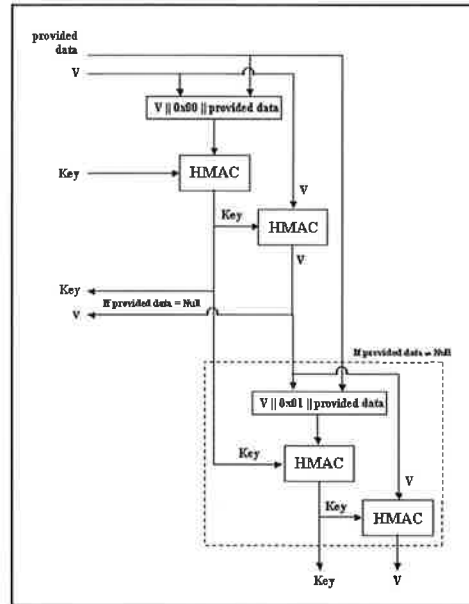 provided
data
V
V || 0x00 || provided data
Key
HMAC
V
Key
HMAC
V
Key
If provided data = Null
V
If provided data ≠ Null
V || 0x01 || provided data
Key
HMAC
V
Key
HMAC
Key
V